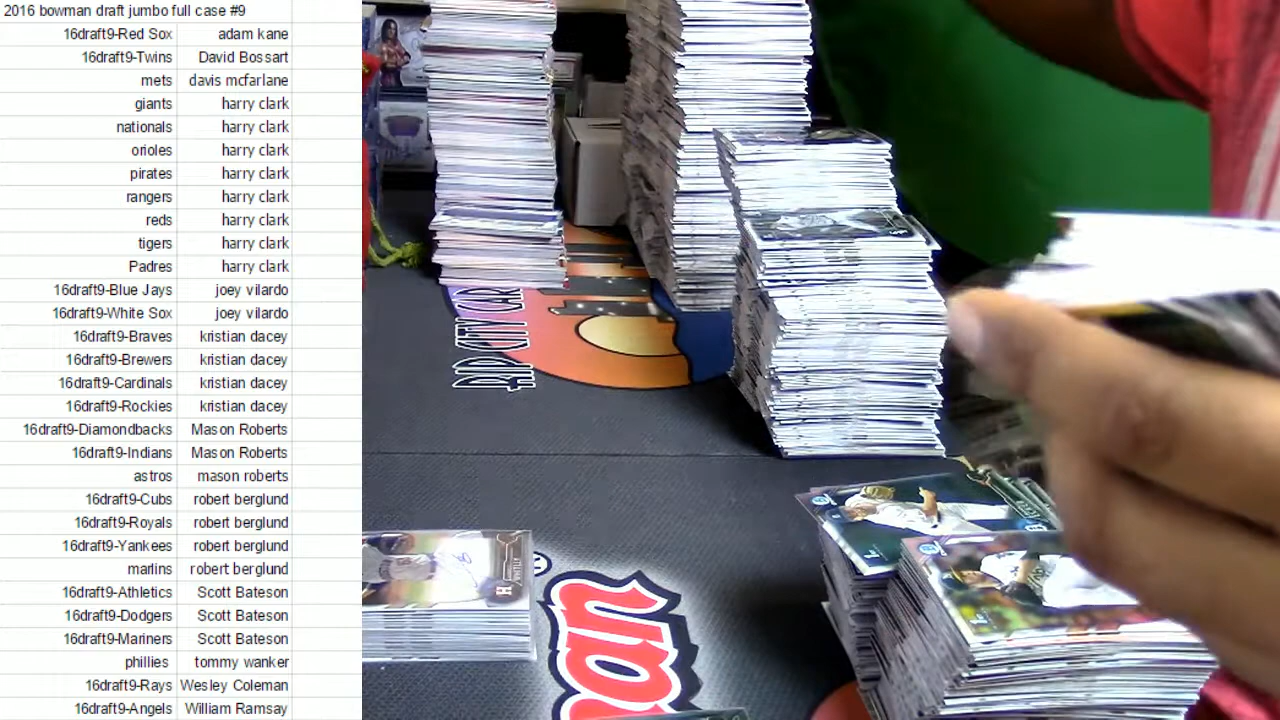 2016 bowman draft jumbo full case #9
16draft9-Red Sox adam kane
16draft9-Twins David Bossart
mets davis mcfarlane
giants harry clark
nationals harry clark
orioles harry clark
pirates harry clark
rangers harry clark
reds harry clark
tigers harry clark
Padres harry clark
16draft9-Blue Jays joey vilardo
16draft9-White Sox joey vilardo
16draft9-Braves kristian dacey
16draft9-Brewers kristian dacey
16draft9-Cardinals kristian dacey
16draft9-Rockies kristian dacey
16draft9-Diamondbacks Mason Roberts
16draft9-Indians Mason Roberts
astros mason roberts
16draft9-Cubs robert berglund
16draft9-Royals robert berglund
16draft9-Yankees robert berglund
marlins robert berglund
16draft9-Athletics Scott Bateson
16draft9-Dodgers Scott Bateson
16draft9-Mariners Scott Bateson
phillies tommy wanker
16draft9-Rays Wesley Coleman
16draft9-Angels William Ramsay
RIP CITY CAR
WHITLEY